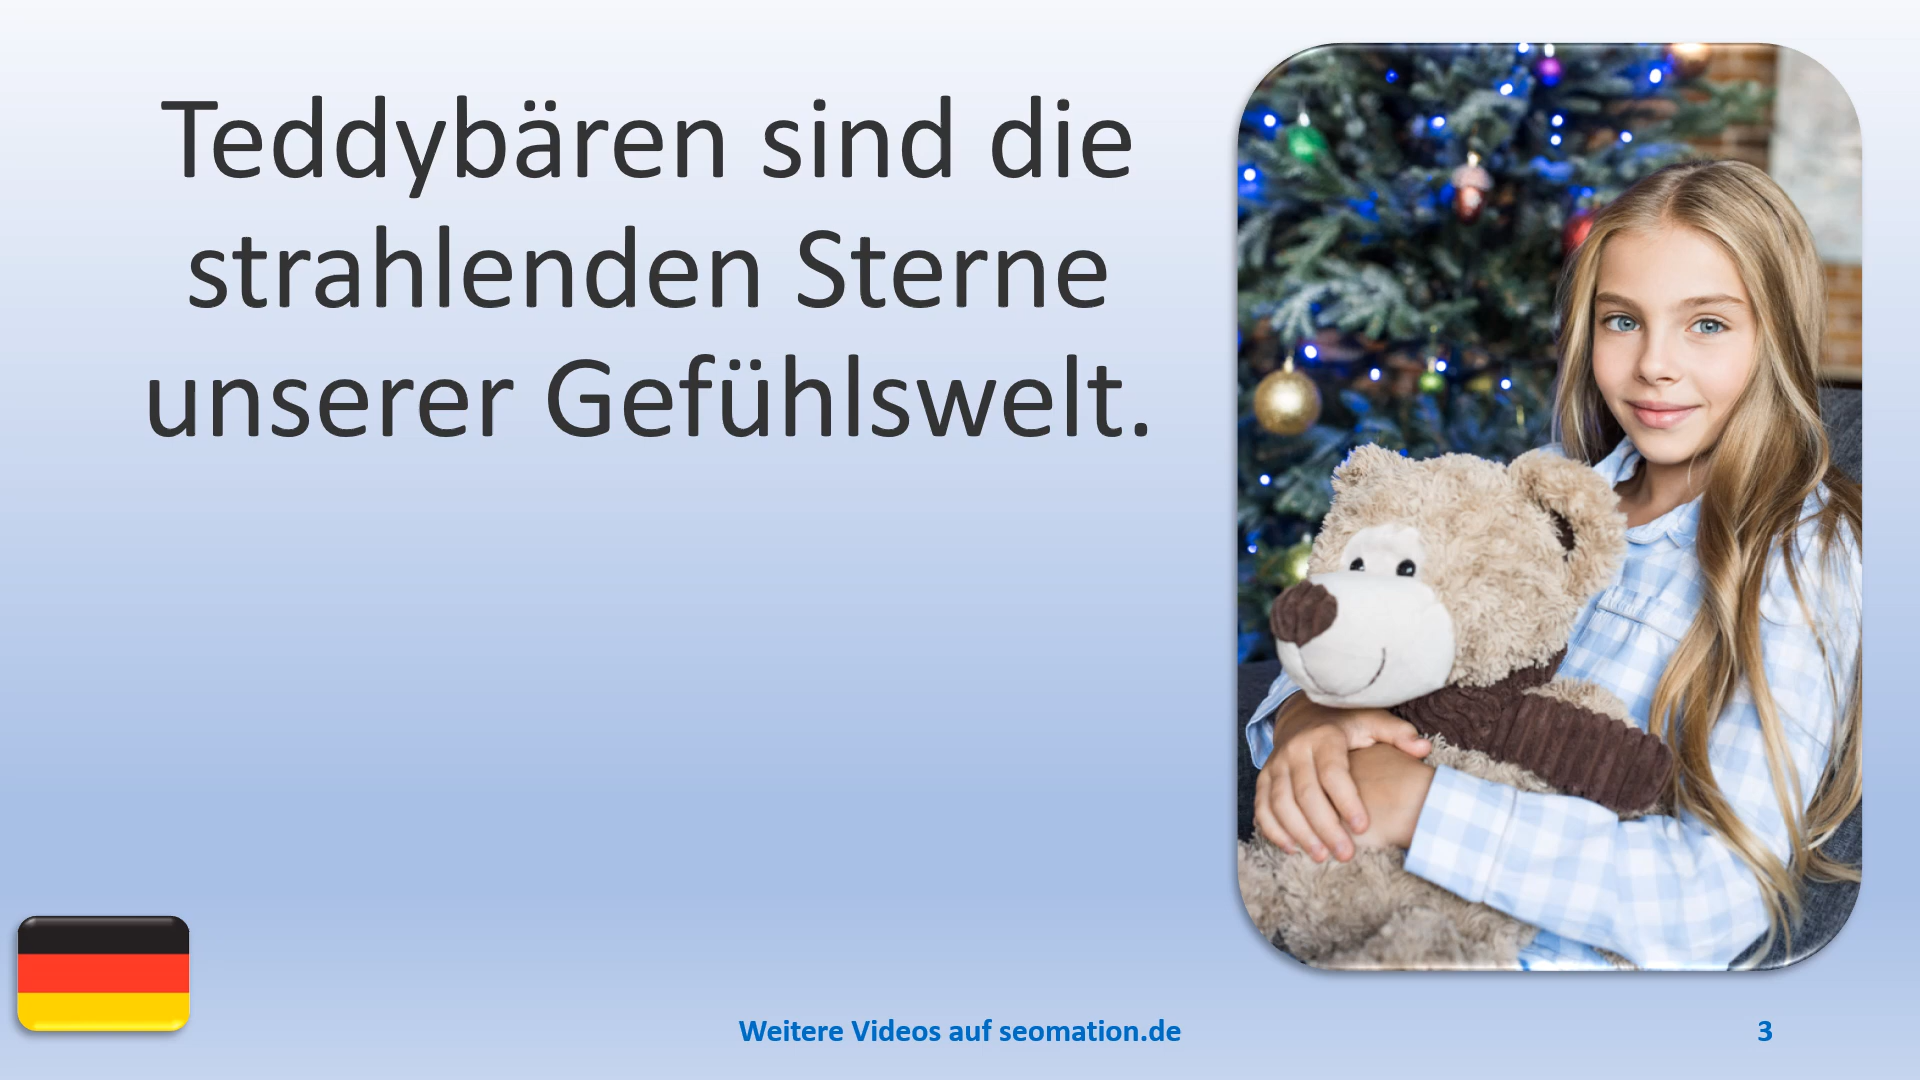 Teddybären sind die
strahlenden Sterne
unserer Gefühlswelt.
Weitere Videos auf seomation.de
3